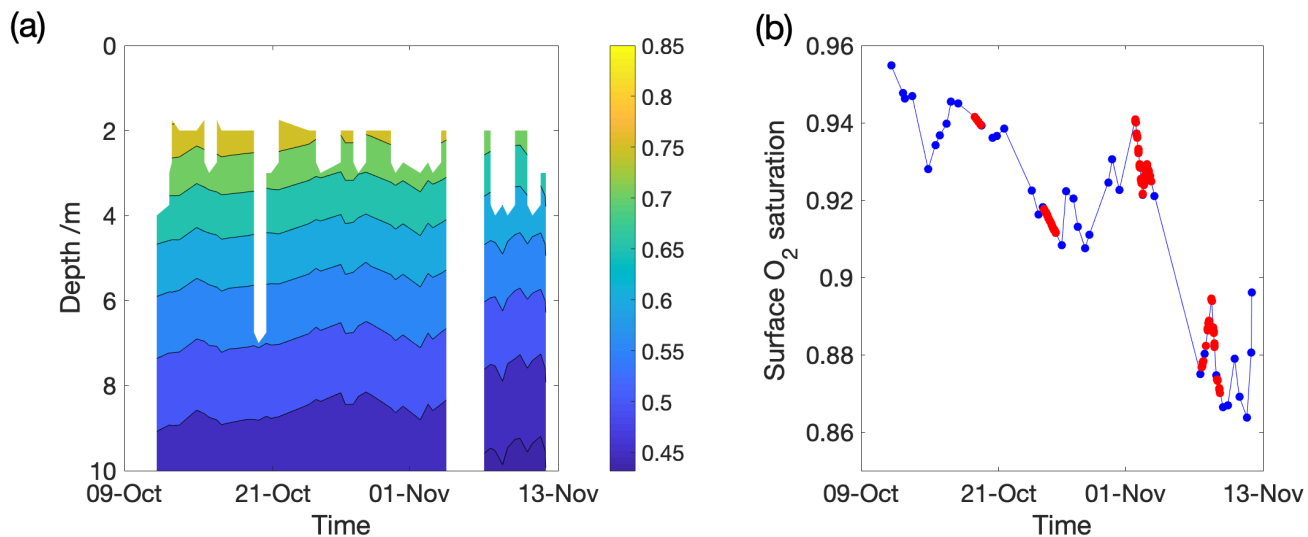 (a)
0
2
4
6
8
10
Depth /m
09-Oct
21-Oct
01-Nov
13-Nov
Time
0.85
0.8
0.75
0.7
0.65
0.6
0.55
0.5
0.45
(b)
0.96
0.94
0.92
0.9
0.88
0.86
Surface O₂ saturation
09-Oct
21-Oct
01-Nov
13-Nov
Time